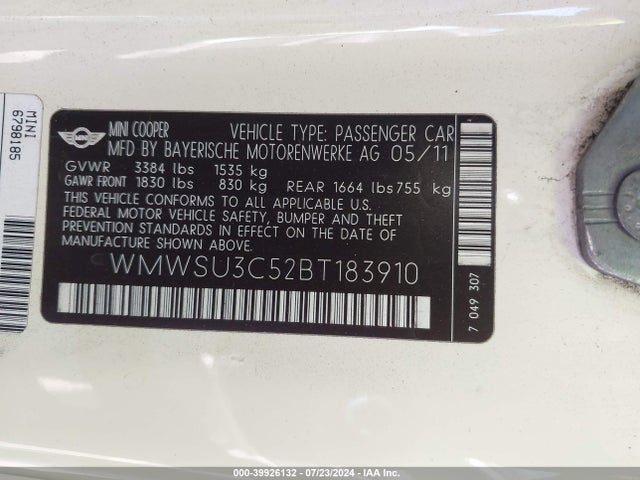 MINI
6798185
MINI
MINI COOPER VEHICLE TYPE: PASSENGER CAR
MFD BY BAYERISCHE MOTORENWERKE AG 05/11
GVWR 3384 lbs 1535 kg
GAWR FRONT 1830 lbs 830 kg REAR 1664 lbs 755 kg
THIS VEHICLE CONFORMS TO ALL APPLICABLE U.S.
FEDERAL MOTOR VEHICLE SAFETY, BUMPER AND THEFT
PREVENTION STANDARDS IN EFFECT ON THE DATE OF
MANUFACTURE SHOWN ABOVE.
WMWSU3C52BT183910
7 049 307
000-39926132 - 07/23/2024 - IAA Inc.